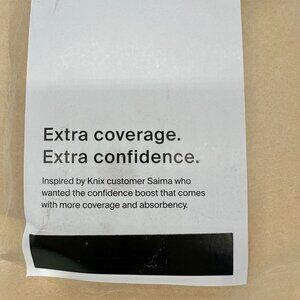 Extra coverage.
Extra confidence.
Inspired by Knix customer Saima who
wanted the confidence boost that comes
with more coverage and absorbency.